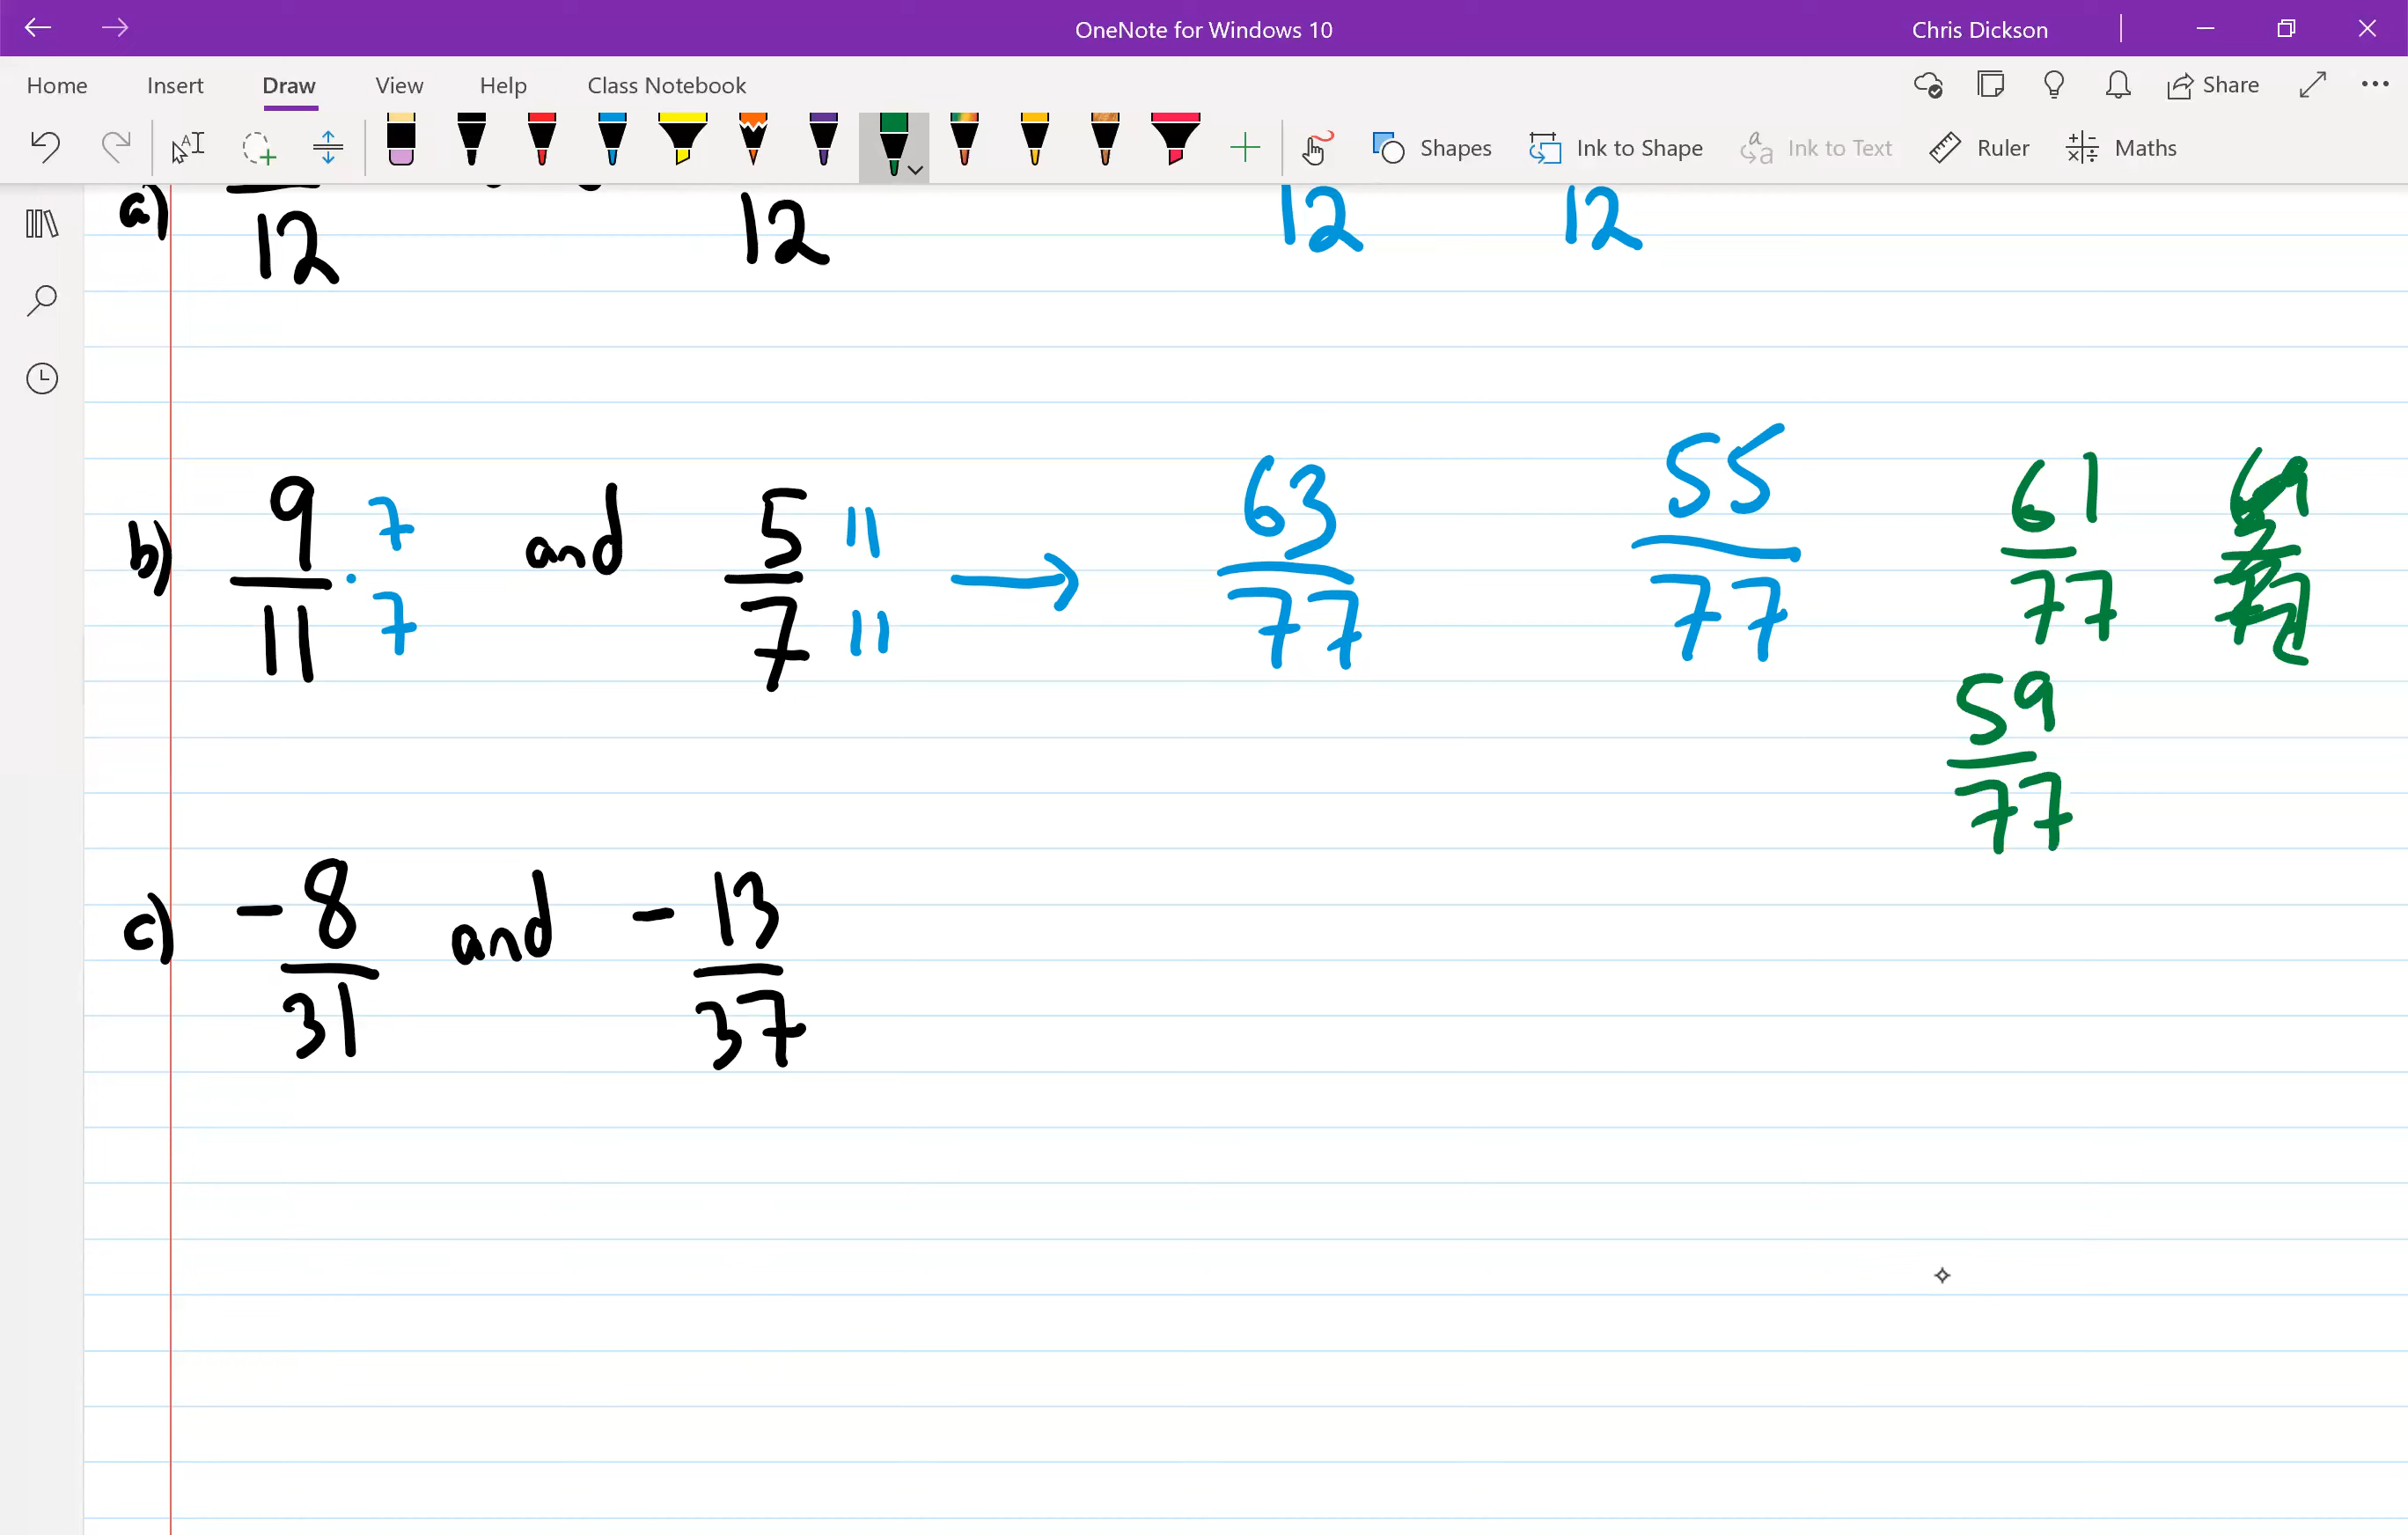 OneNote for Windows 10 Chris Dickson
Home Insert Draw View Help Class Notebook Share
Shapes Ink to Shape Ink to Text Ruler Maths
a) 12 12 12 12
b) 9/11 · 7/7 and 5/7 11/11 → 63/77 55/77 61/77
59/77
c) -8/31 and -13/37